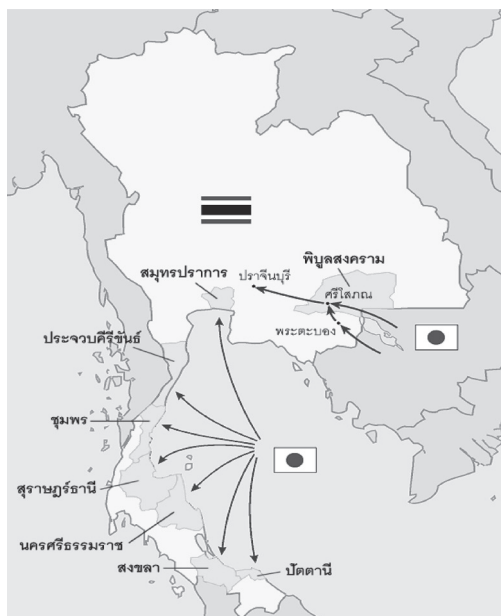 พิบูลสงคราม
สมุทรปราการ
ปราจีนบุรี
ศรีโสภณ
พระตะบอง
ประจวบคีรีขันธ์
ชุมพร
สุราษฎร์ธานี
นครศรีธรรมราช
สงขลา
ปัตตานี